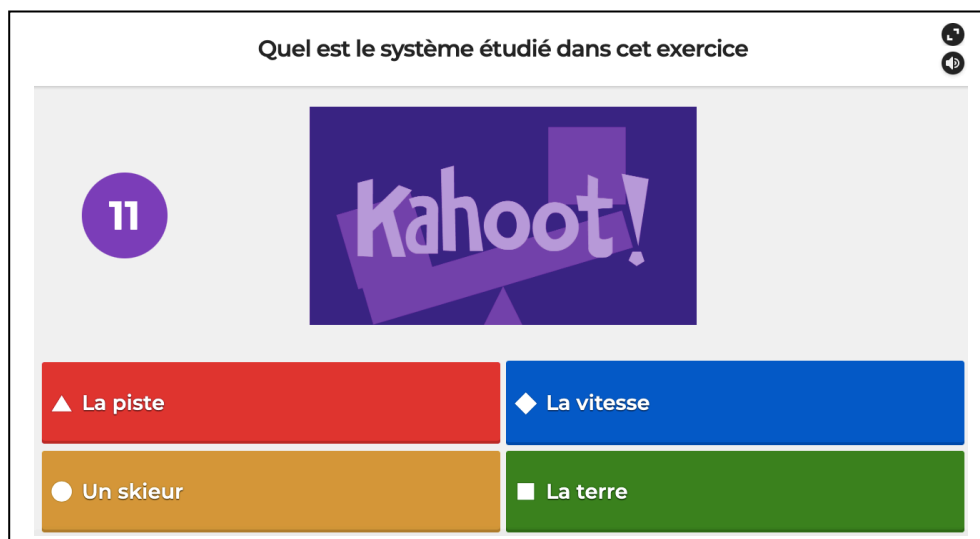 Quel est le système étudié dans cet exercice
11
Kahoot!
La piste
La vitesse
Un skieur
La terre